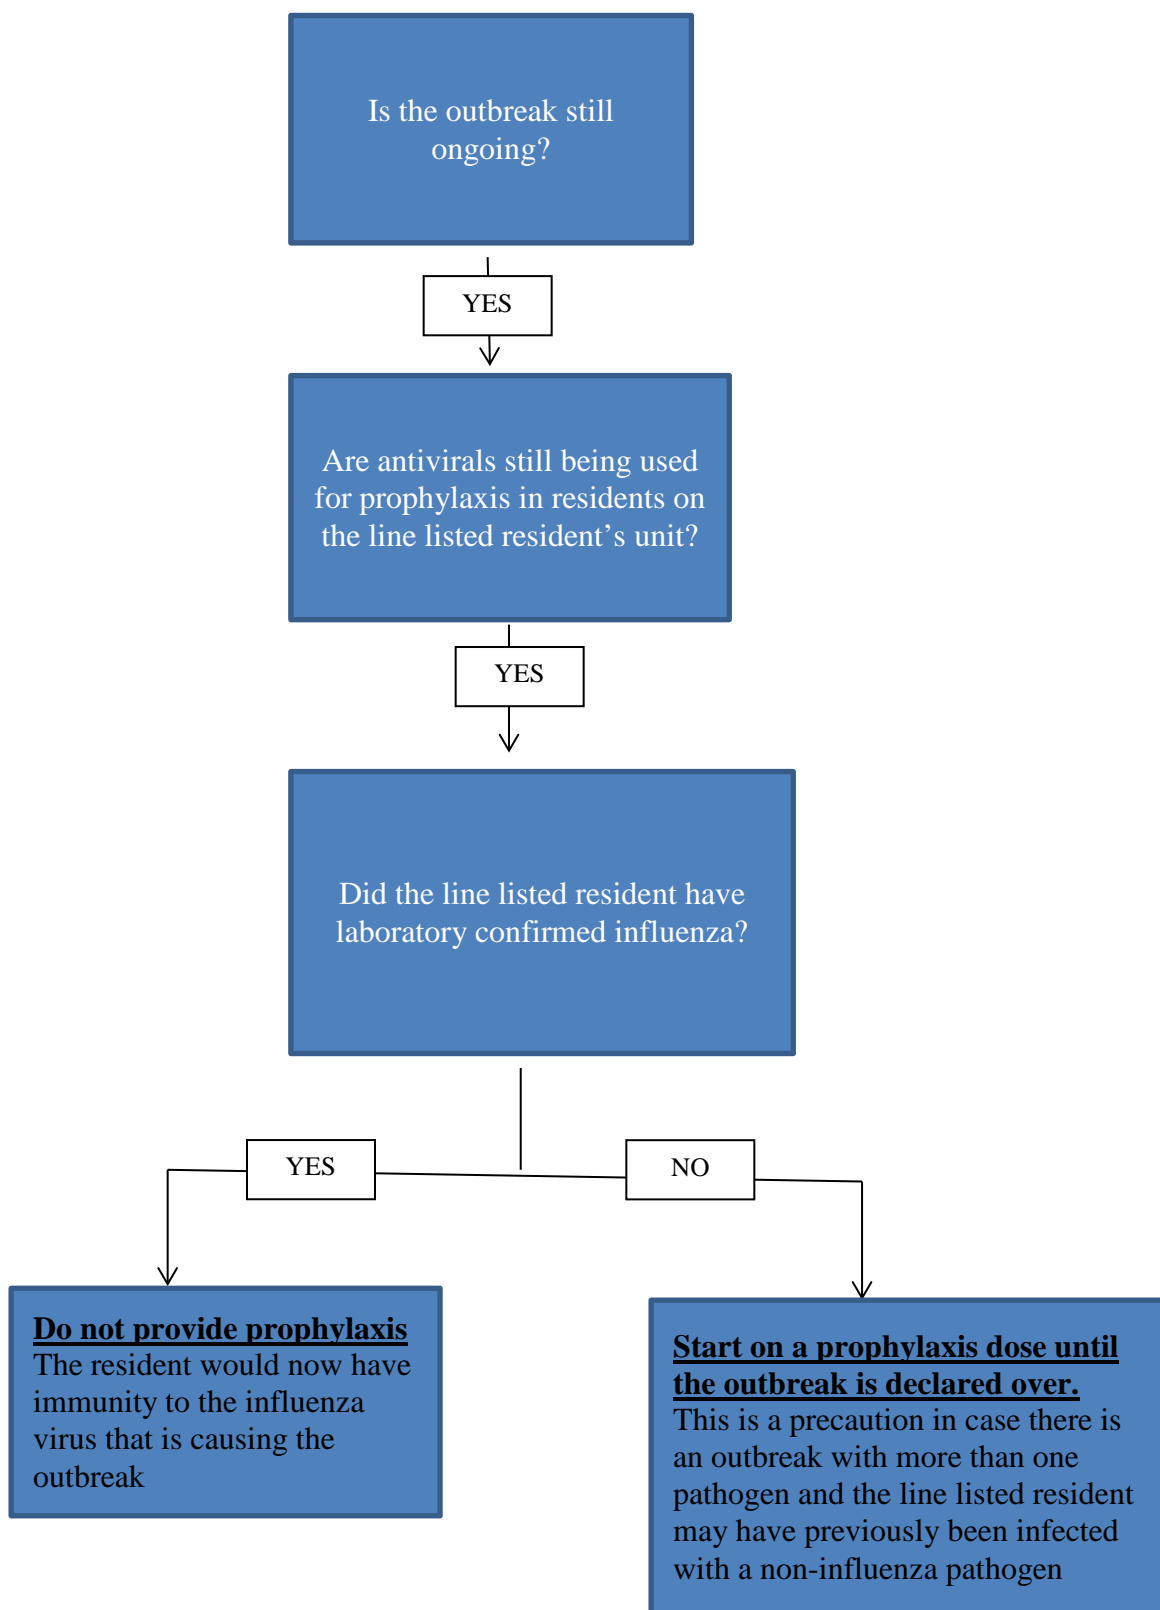 Is the outbreak still
ongoing?
YES
Are antivirals still being used
for prophylaxis in residents on
the line listed resident’s unit?
YES
Did the line listed resident have
laboratory confirmed influenza?
YES
NO
Do not provide prophylaxis
The resident would now have
immunity to the influenza
virus that is causing the
outbreak
Start on a prophylaxis dose until
the outbreak is declared over.
This is a precaution in case there is
an outbreak with more than one
pathogen and the line listed resident
may have previously been infected
with a non-influenza pathogen